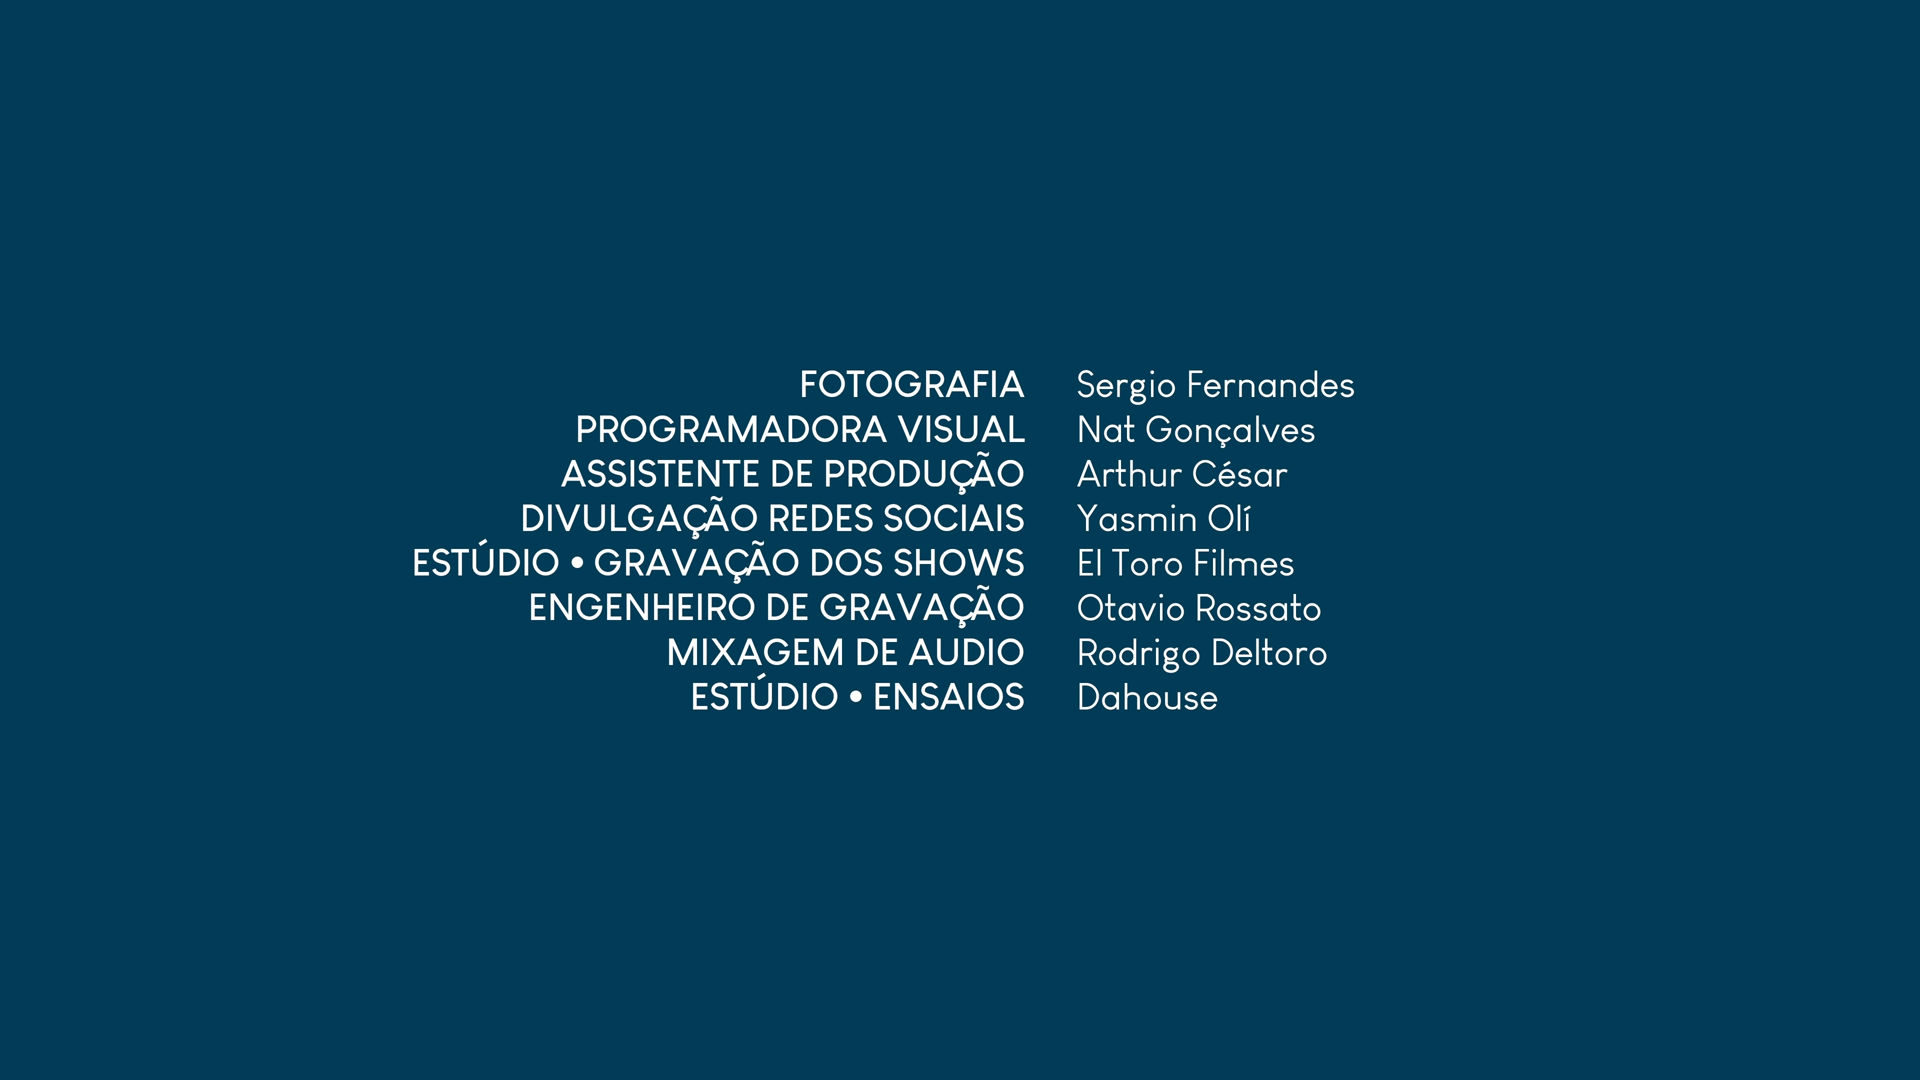 FOTOGRAFIA Sergio Fernandes
PROGRAMADORA VISUAL Nat Gonçalves
ASSISTENTE DE PRODUÇÃO Arthur César
DIVULGAÇÃO REDES SOCIAIS Yasmin Olí
ESTÚDIO • GRAVAÇÃO DOS SHOWS El Toro Filmes
ENGENHEIRO DE GRAVAÇÃO Otavio Rossato
MIXAGEM DE AUDIO Rodrigo Deltoro
ESTÚDIO • ENSAIOS Dahouse